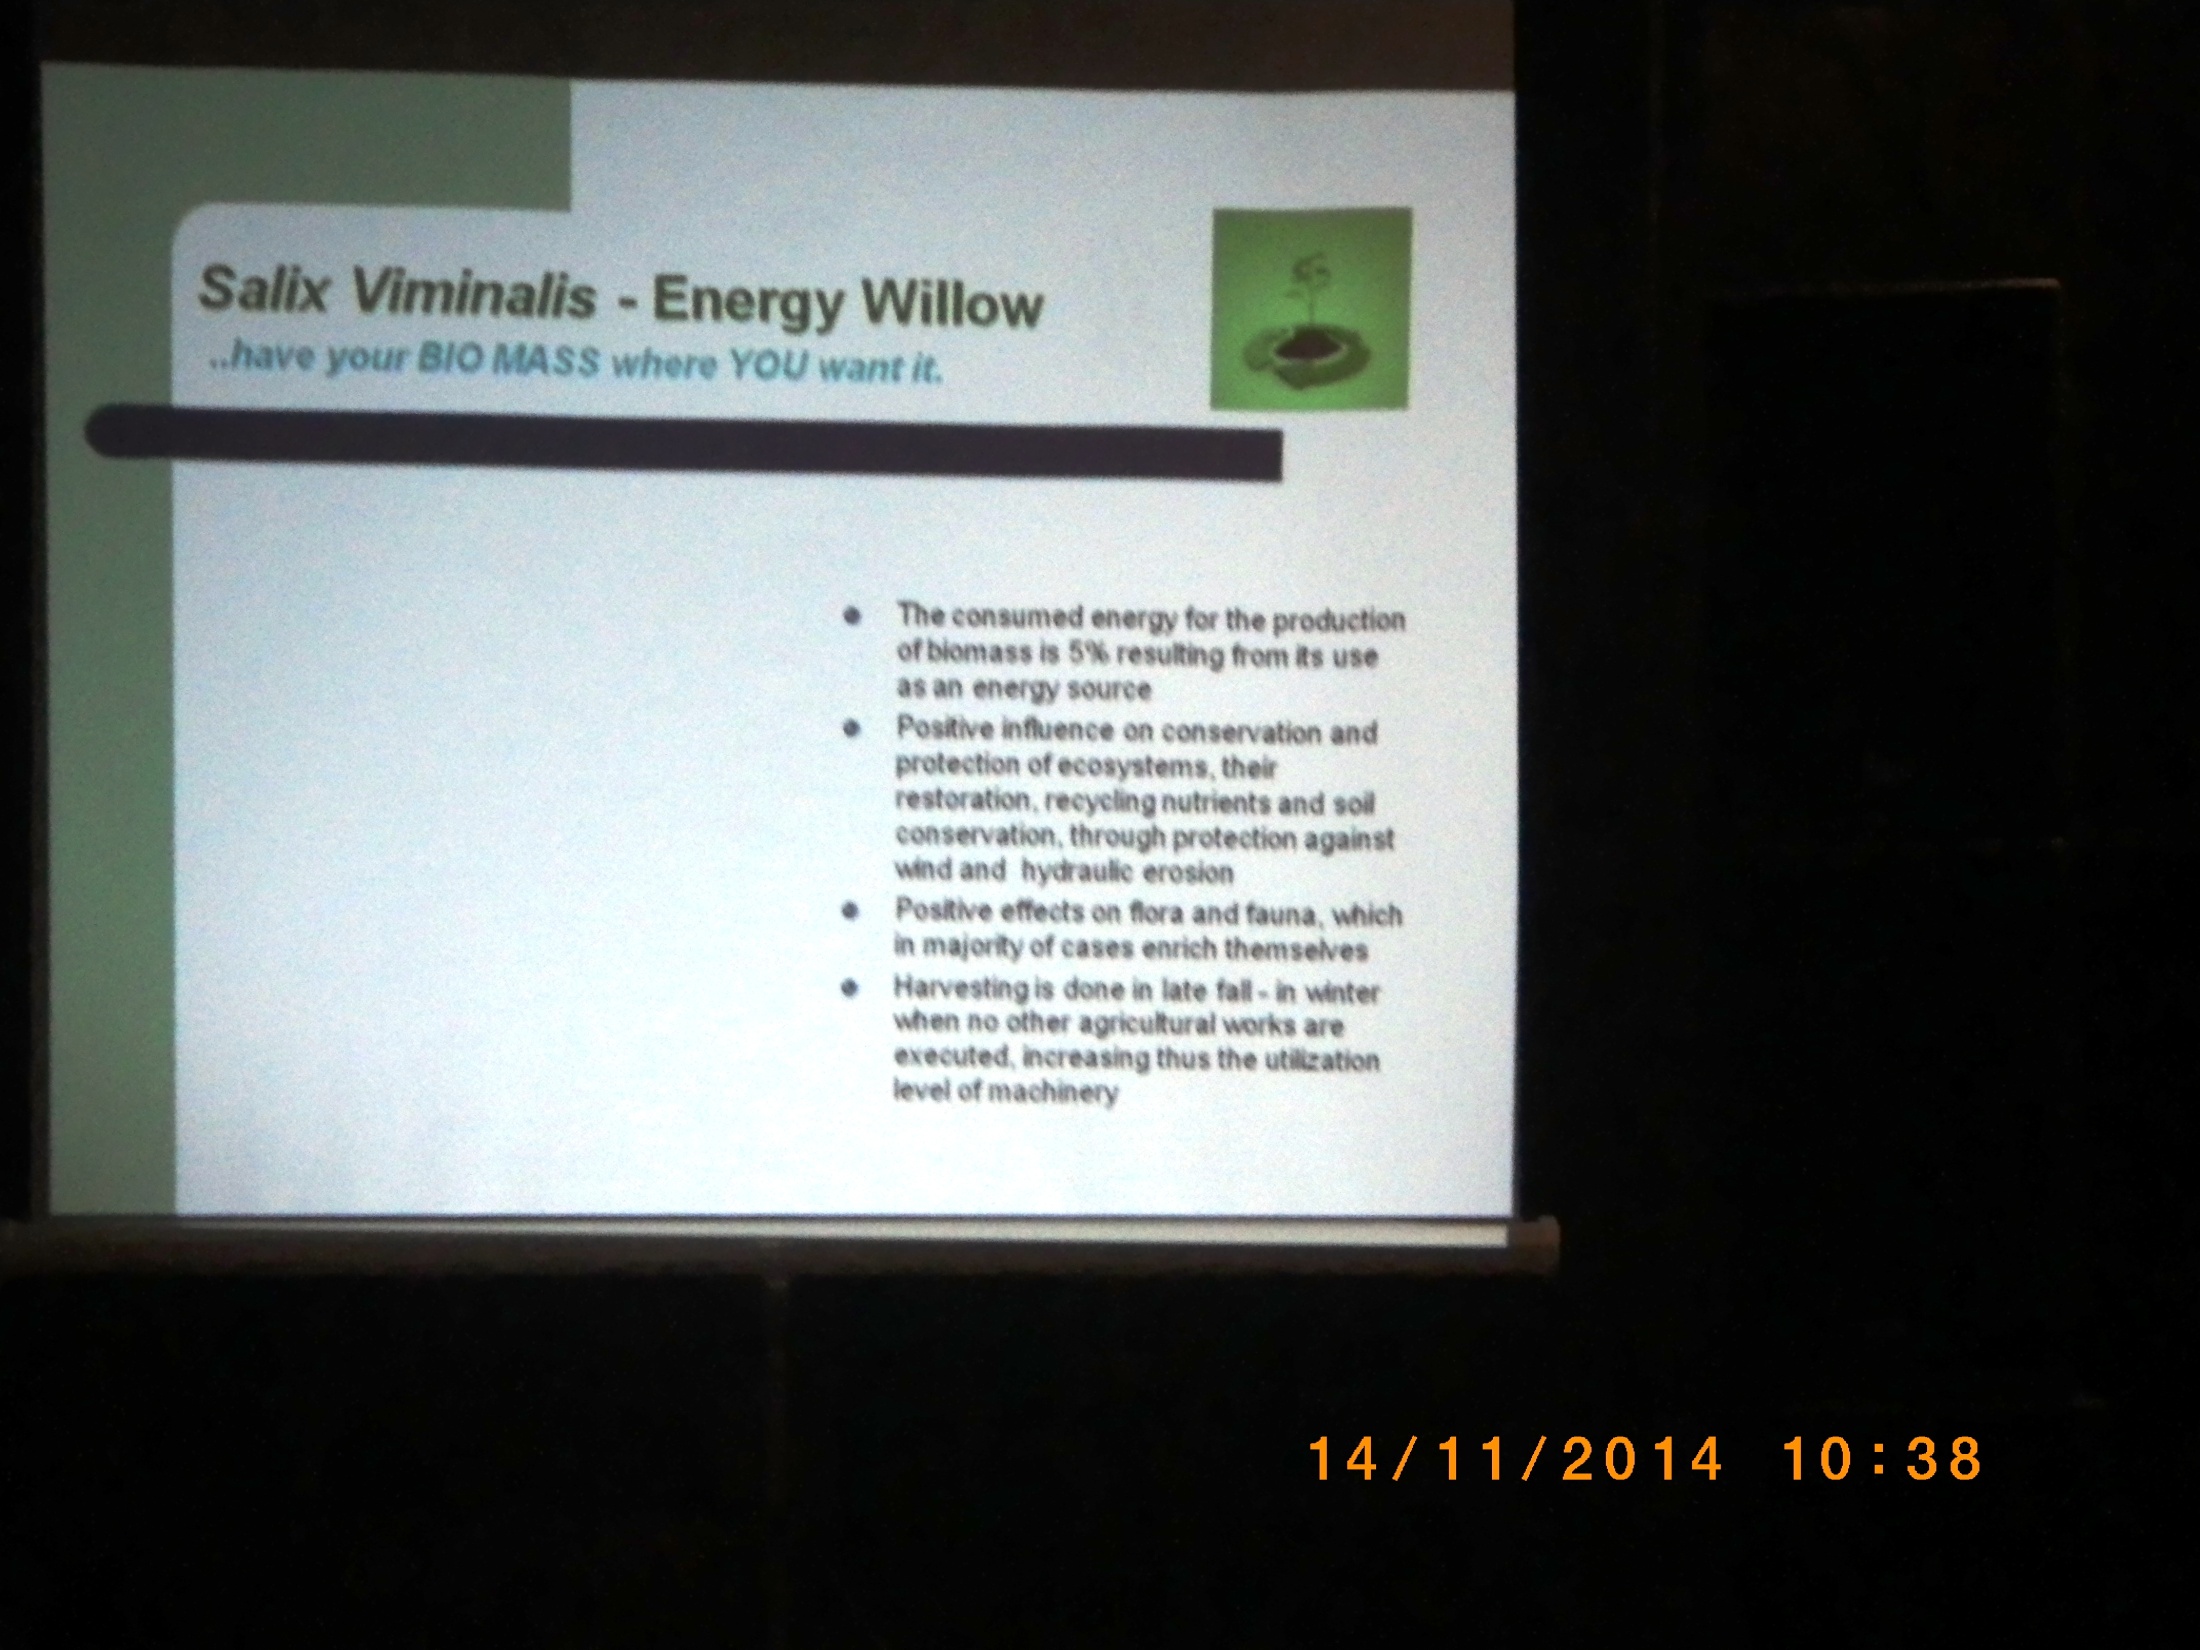 Salix Viminalis - Energy Willow
..have your BIO MASS where YOU want it.
● The consumed energy for the production
of biomass is 5% resulting from its use
as an energy source
● Positive influence on conservation and
protection of ecosystems, their
restoration, recycling nutrients and soil
conservation, through protection against
wind and hydraulic erosion
● Positive effects on flora and fauna, which
in majority of cases enrich themselves
● Harvesting is done in late fall - in winter
when no other agricultural works are
executed, increasing thus the utilization
level of machinery
14/11/2014 10:38